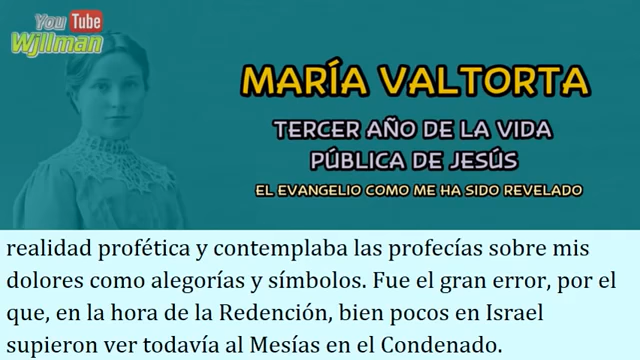 You Tube
Wjllman
MARÍA VALTORTA
TERCER AÑO DE LA VIDA
PÚBLICA DE JESÚS
EL EVANGELIO COMO ME HA SIDO REVELADO
realidad profética y contemplaba las profecías sobre mis
dolores como alegorías y símbolos. Fue el gran error, por el
que, en la hora de la Redención, bien pocos en Israel
supieron ver todavía al Mesías en el Condenado.